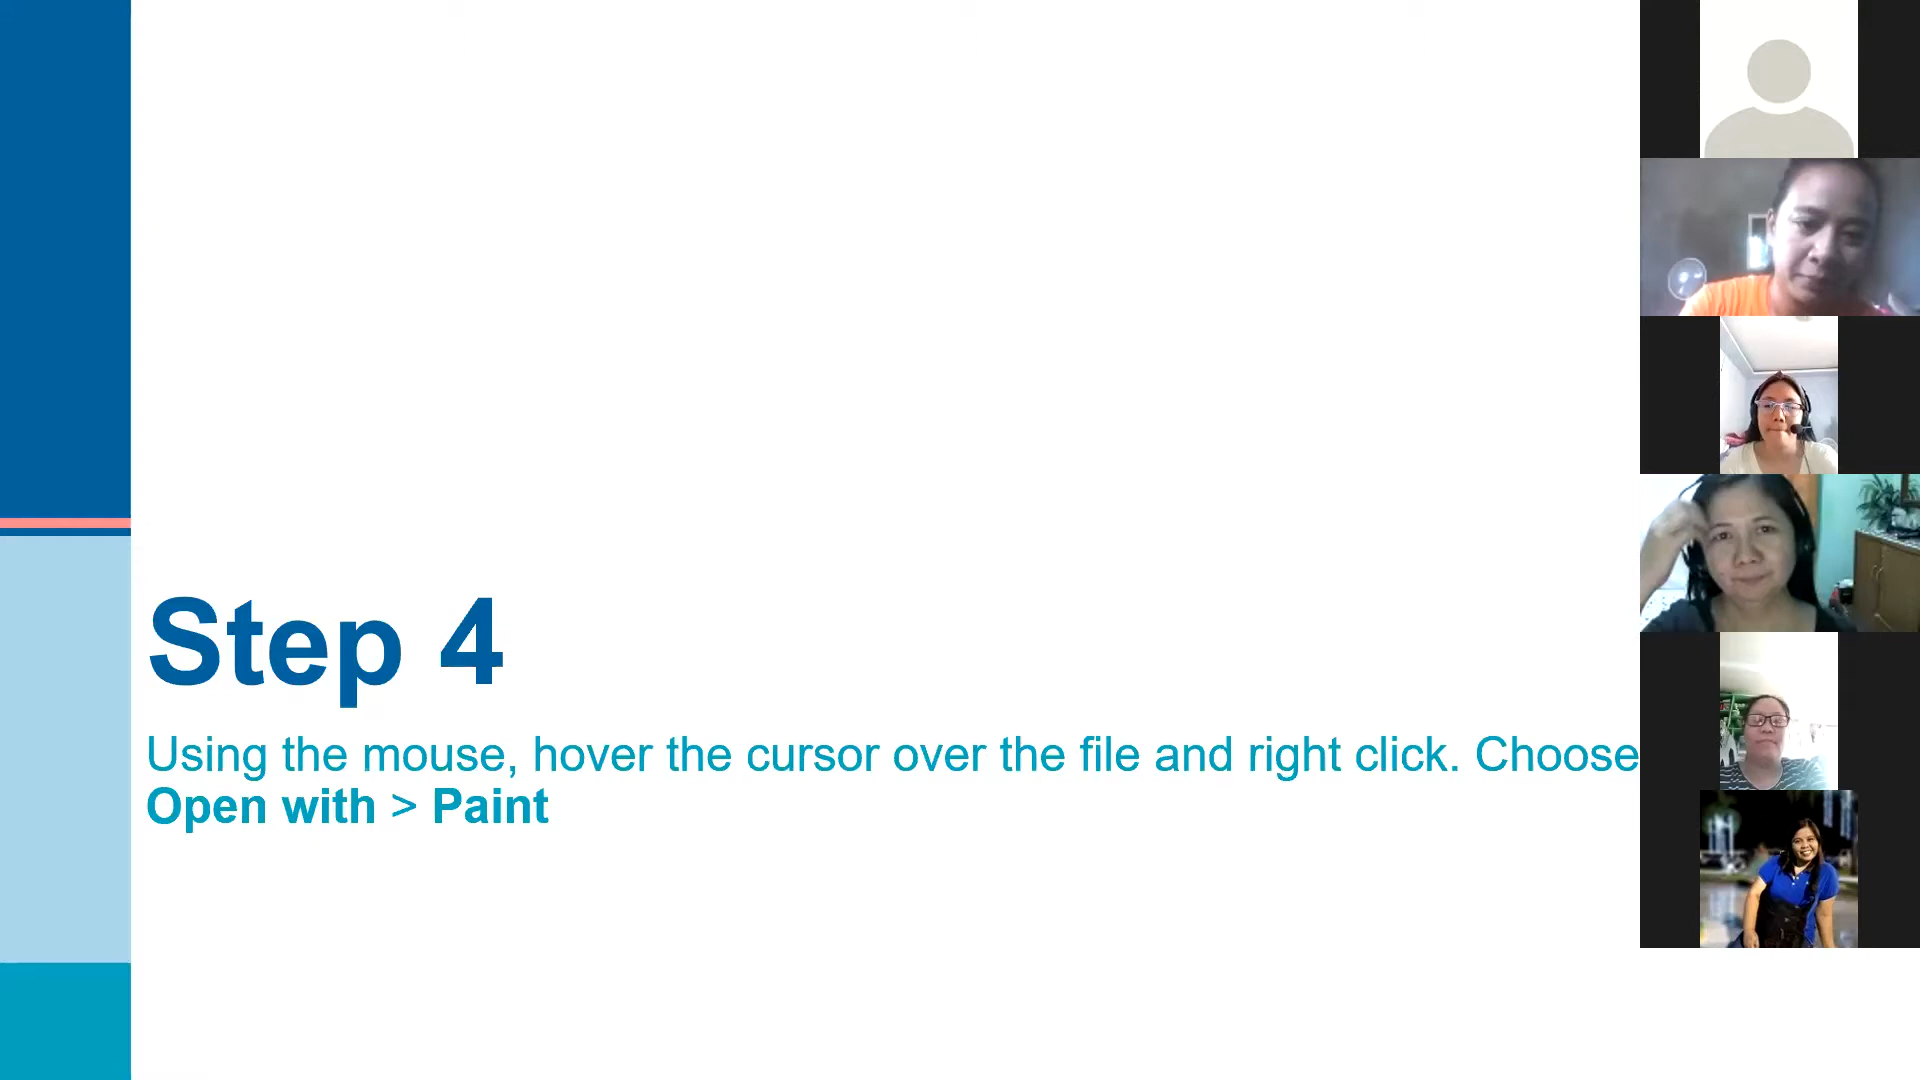 Step 4
Using the mouse, hover the cursor over the file and right click. Choose
Open with > Paint